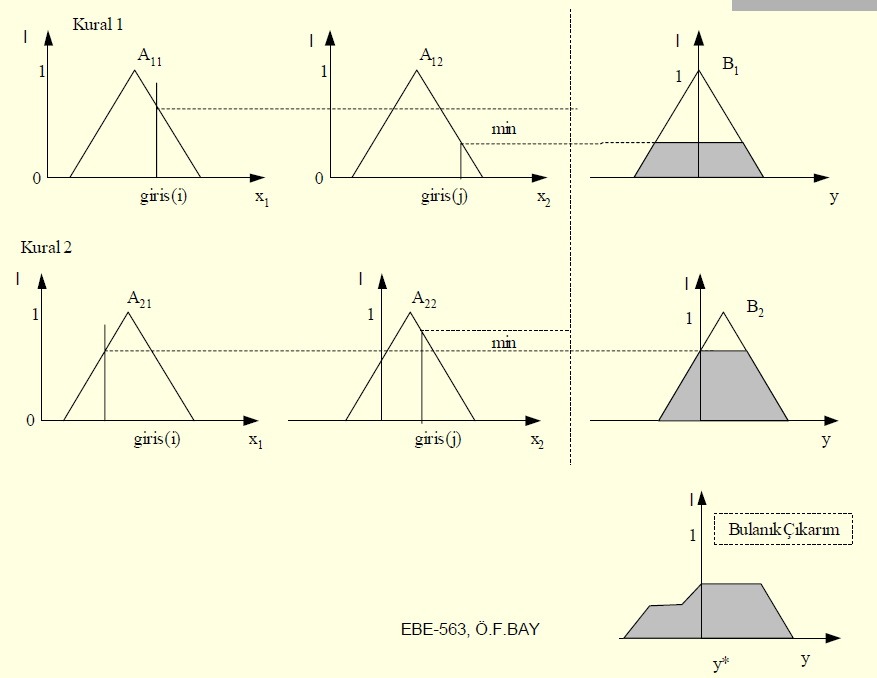 Kural 1
I
1
0
A11
giris(i)
x1
I
1
0
A12
giris(j)
x2
min
I
1
B1
y
Kural 2
I
1
0
A21
giris(i)
x1
I
1
A22
giris(j)
x2
min
I
1
B2
y
I
1
Bulanık Çıkarım
y*
y
EBE-563, Ö.F.BAY